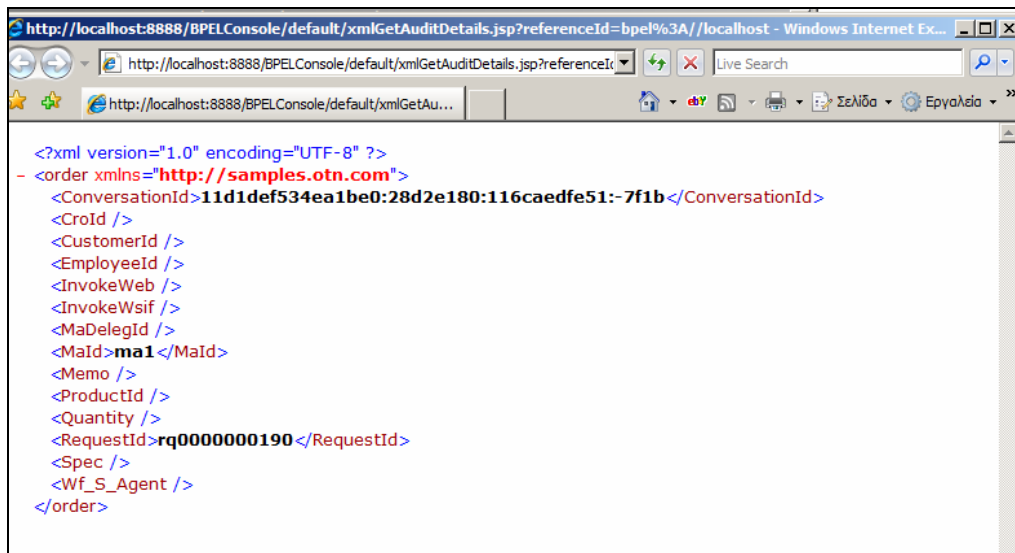 http://localhost:8888/BPELConsole/default/xmlGetAuditDetails.jsp?referenceId=bpel%3A//localhost - Windows Internet Ex...
http://localhost:8888/BPELConsole/default/xmlGetAuditDetails.jsp?referenceId Live Search
http://localhost:8888/BPELConsole/default/xmlGetAu... ebY Σελίδα Εργαλεία »
<?xml version="1.0" encoding="UTF-8" ?>
- <order xmlns="http://samples.otn.com">
<ConversationId>11d1def534ea1be0:28d2e180:116caedfe51:-7f1b</ConversationId>
<CroId />
<CustomerId />
<EmployeeId />
<InvokeWeb />
<InvokeWsif />
<MaDelegId />
<MaId>ma1</MaId>
<Memo />
<ProductId />
<Quantity />
<RequestId>rq0000000190</RequestId>
<Spec />
<Wf_S_Agent />
</order>